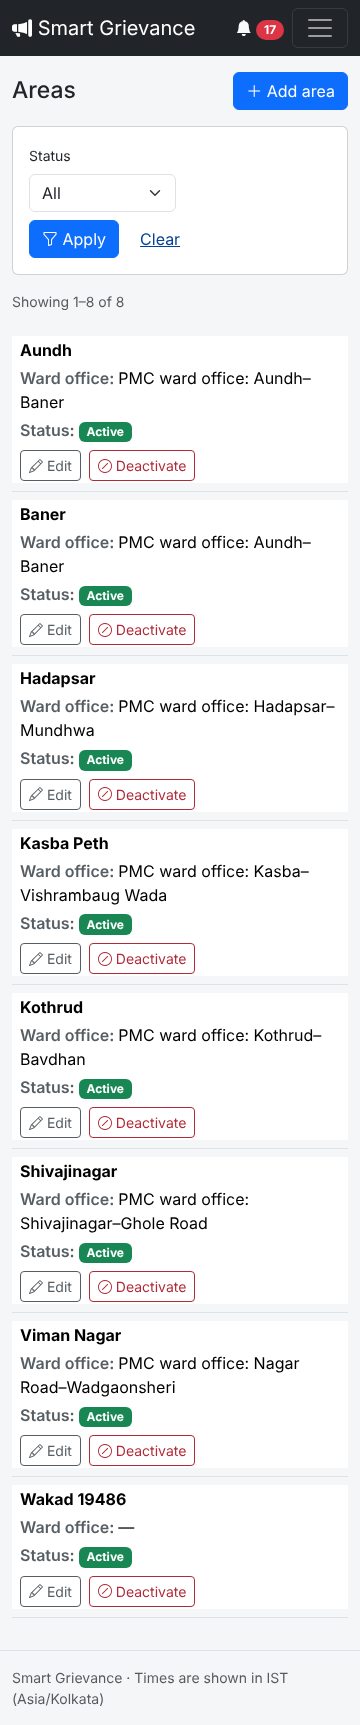 Smart Grievance
17
Areas
Add area
Status
All
Apply
Clear
Showing 1–8 of 8
Aundh
Ward office: PMC ward office: Aundh–
Baner
Status: Active
Edit
Deactivate
Baner
Ward office: PMC ward office: Aundh–
Baner
Status: Active
Edit
Deactivate
Hadapsar
Ward office: PMC ward office: Hadapsar–
Mundhwa
Status: Active
Edit
Deactivate
Kasba Peth
Ward office: PMC ward office: Kasba–
Vishrambaug Wada
Status: Active
Edit
Deactivate
Kothrud
Ward office: PMC ward office: Kothrud–
Bavdhan
Status: Active
Edit
Deactivate
Shivajinagar
Ward office: PMC ward office:
Shivajinagar–Ghole Road
Status: Active
Edit
Deactivate
Viman Nagar
Ward office: PMC ward office: Nagar
Road–Wadgaonsheri
Status: Active
Edit
Deactivate
Wakad 19486
Ward office: —
Status: Active
Edit
Deactivate
Smart Grievance · Times are shown in IST
(Asia/Kolkata)